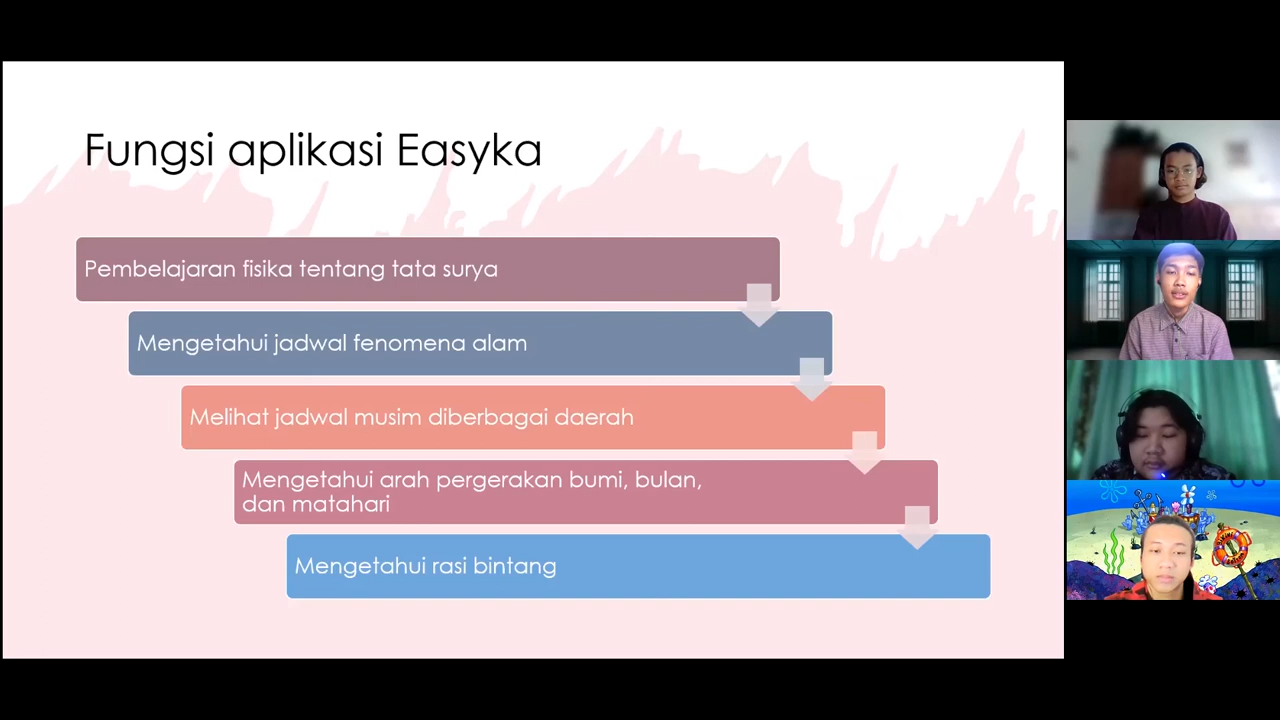 Fungsi aplikasi Easyka
Pembelajaran fisika tentang tata surya
Mengetahui jadwal fenomena alam
Melihat jadwal musim diberbagai daerah
Mengetahui arah pergerakan bumi, bulan,
dan matahari
Mengetahui rasi bintang